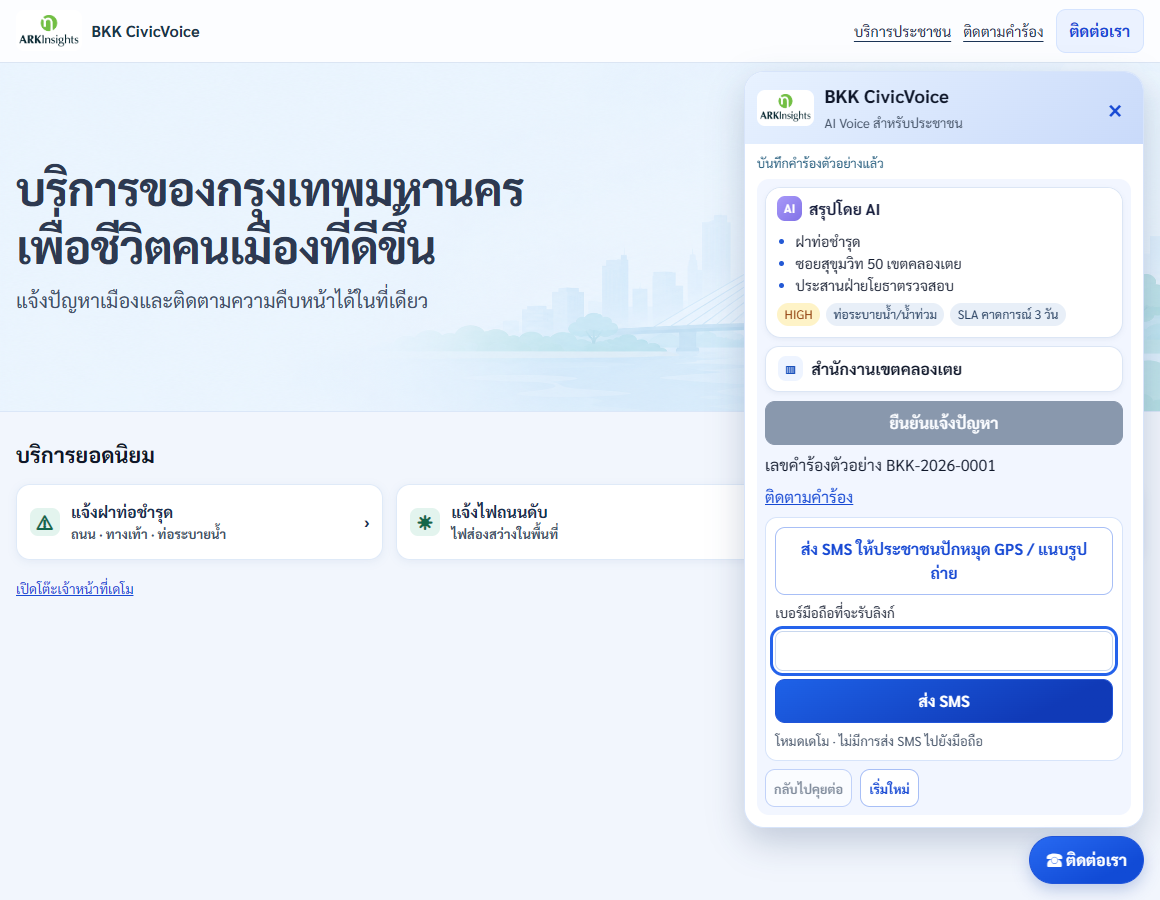 ARKInsights
BKK CivicVoice
บริการประชาชน
ติดตามคำร้อง
ติดต่อเรา
บริการของกรุงเทพมหานคร
เพื่อชีวิตคนเมืองที่ดีขึ้น
แจ้งปัญหาเมืองและติดตามความคืบหน้าได้ในที่เดียว
บริการยอดนิยม
แจ้งฝาท่อชำรุด
ถนน · ทางเท้า · ท่อระบายน้ำ
แจ้งไฟถนนดับ
ไฟส่องสว่างในพื้นที่
เปิดโต๊ะเจ้าหน้าที่เดโม
ARKInsights
BKK CivicVoice
AI Voice สำหรับประชาชน
บันทึกคำร้องตัวอย่างแล้ว
AI สรุปโดย AI
ฝาท่อชำรุด
ซอยสุขุมวิท 50 เขตคลองเตย
ประสานฝ่ายโยธาตรวจสอบ
HIGH ท่อระบายน้ำ/น้ำท่วม SLA คาดการณ์ 3 วัน
สำนักงานเขตคลองเตย
ยืนยันแจ้งปัญหา
เลขคำร้องตัวอย่าง BKK-2026-0001
ติดตามคำร้อง
ส่ง SMS ให้ประชาชนปักหมุด GPS / แนบรูป
ถ่าย
เบอร์มือถือที่จะรับลิงก์
ส่ง SMS
โหมดเดโม · ไม่มีการส่ง SMS ไปยังมือถือ
กลับไปคุยต่อ
เริ่มใหม่
ติดต่อเรา